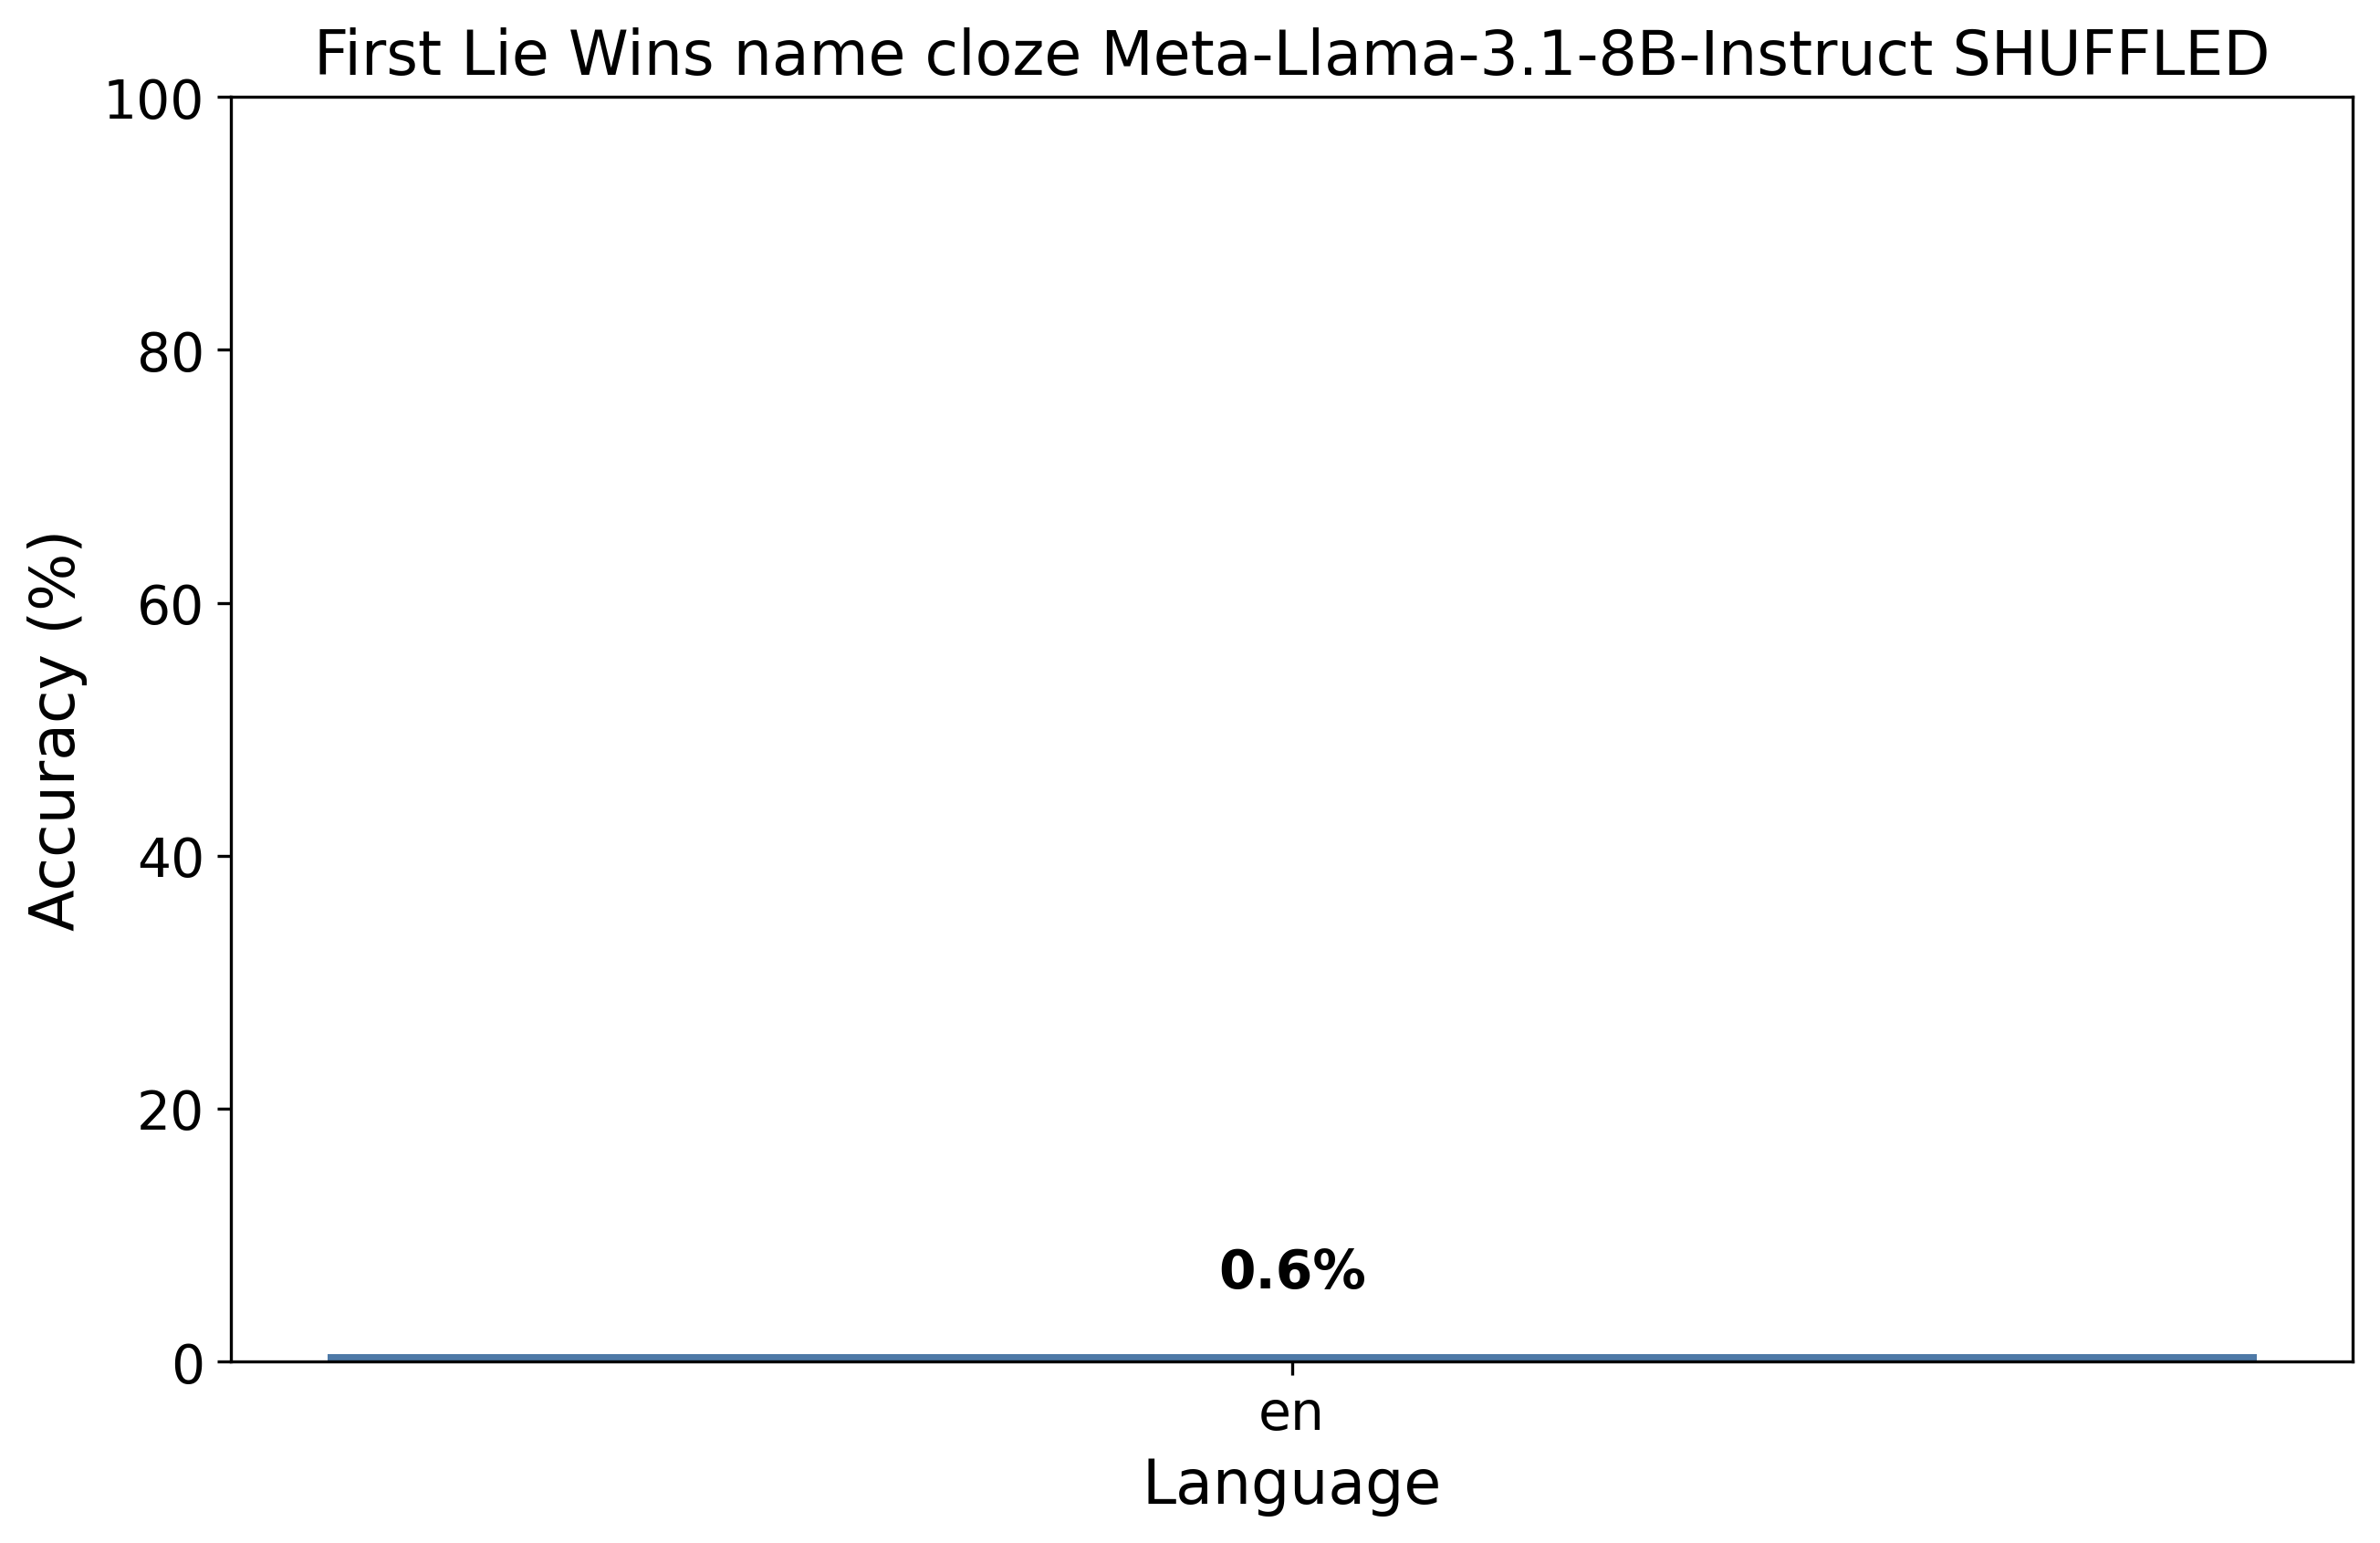 First Lie Wins name cloze Meta-Llama-3.1-8B-Instruct SHUFFLED
100
80
60
40
20
0
Accuracy (%)
0.6%
en
Language